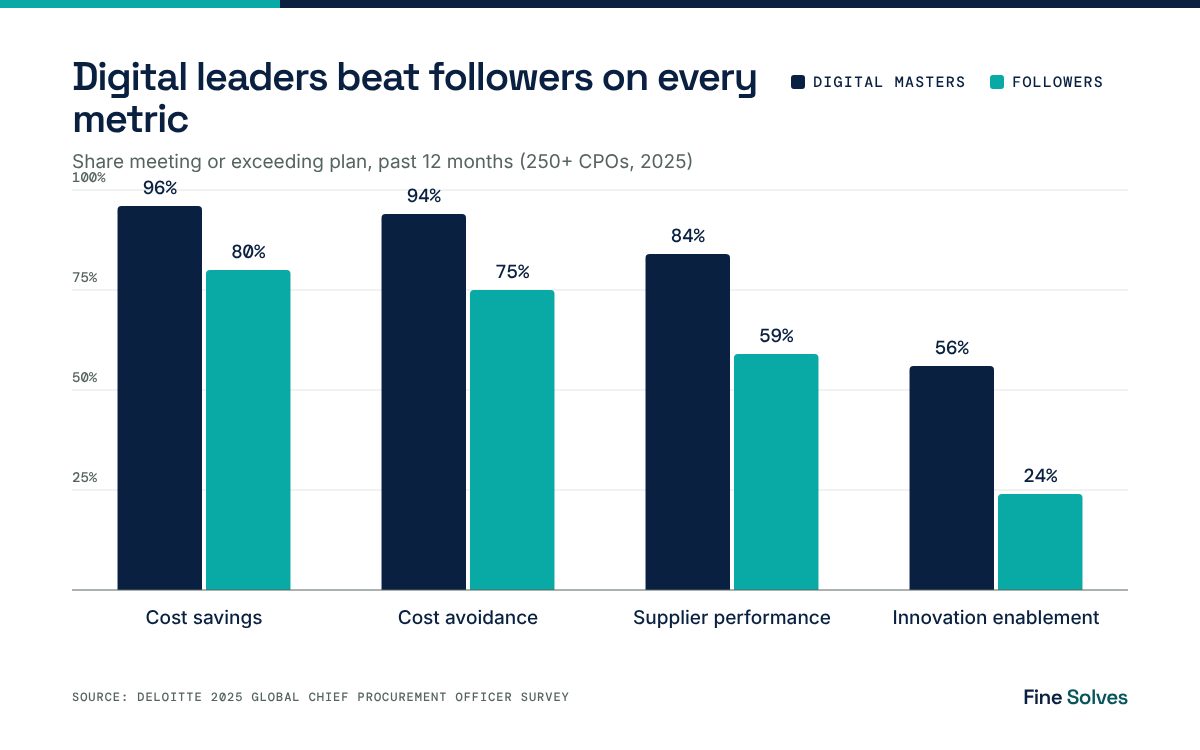 Digital leaders beat followers on every
metric
DIGITAL MASTERS
FOLLOWERS
Share meeting or exceeding plan, past 12 months (250+ CPOs, 2025)
100%
75%
50%
25%
96%
80%
94%
75%
84%
59%
56%
24%
Cost savings
Cost avoidance
Supplier performance
Innovation enablement
SOURCE: DELOITTE 2025 GLOBAL CHIEF PROCUREMENT OFFICER SURVEY
Fine Solves